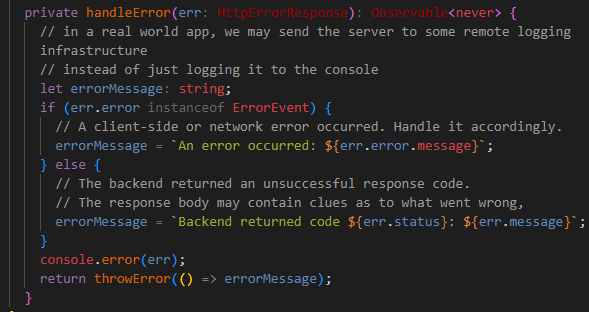 private handleError(err: HttpErrorResponse): Observable<never> {
// in a real world app, we may send the server to some remote logging
infrastructure
// instead of just logging it to the console
let errorMessage: string;
if (err.error instanceof ErrorEvent) {
// A client-side or network error occurred. Handle it accordingly.
errorMessage = `An error occurred: ${err.error.message}`;
} else {
// The backend returned an unsuccessful response code.
// The response body may contain clues as to what went wrong,
errorMessage = `Backend returned code ${err.status}: ${err.message}`;
}
console.error(err);
return throwError(() => errorMessage);
}